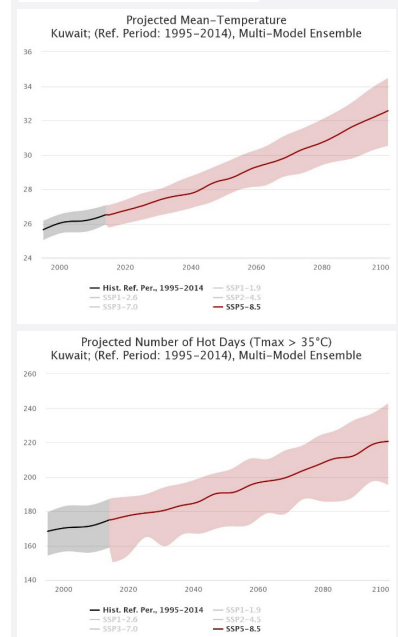 Projected Mean-Temperature
Kuwait; (Ref. Period: 1995-2014), Multi-Model Ensemble
36
34
32
30
28
26
24
2000 2020 2040 2060 2080 2100
Hist. Ref. Per., 1995-2014 SSP1-1.9
SSP1-2.6 SSP2-4.5
SSP3-7.0 SSP5-8.5
Projected Number of Hot Days (Tmax > 35°C)
Kuwait; (Ref. Period: 1995-2014), Multi-Model Ensemble
260
240
220
200
180
160
140
2000 2020 2040 2060 2080 2100
Hist. Ref. Per., 1995-2014 SSP1-1.9
SSP1-2.6 SSP2-4.5
SSP3-7.0 SSP5-8.5